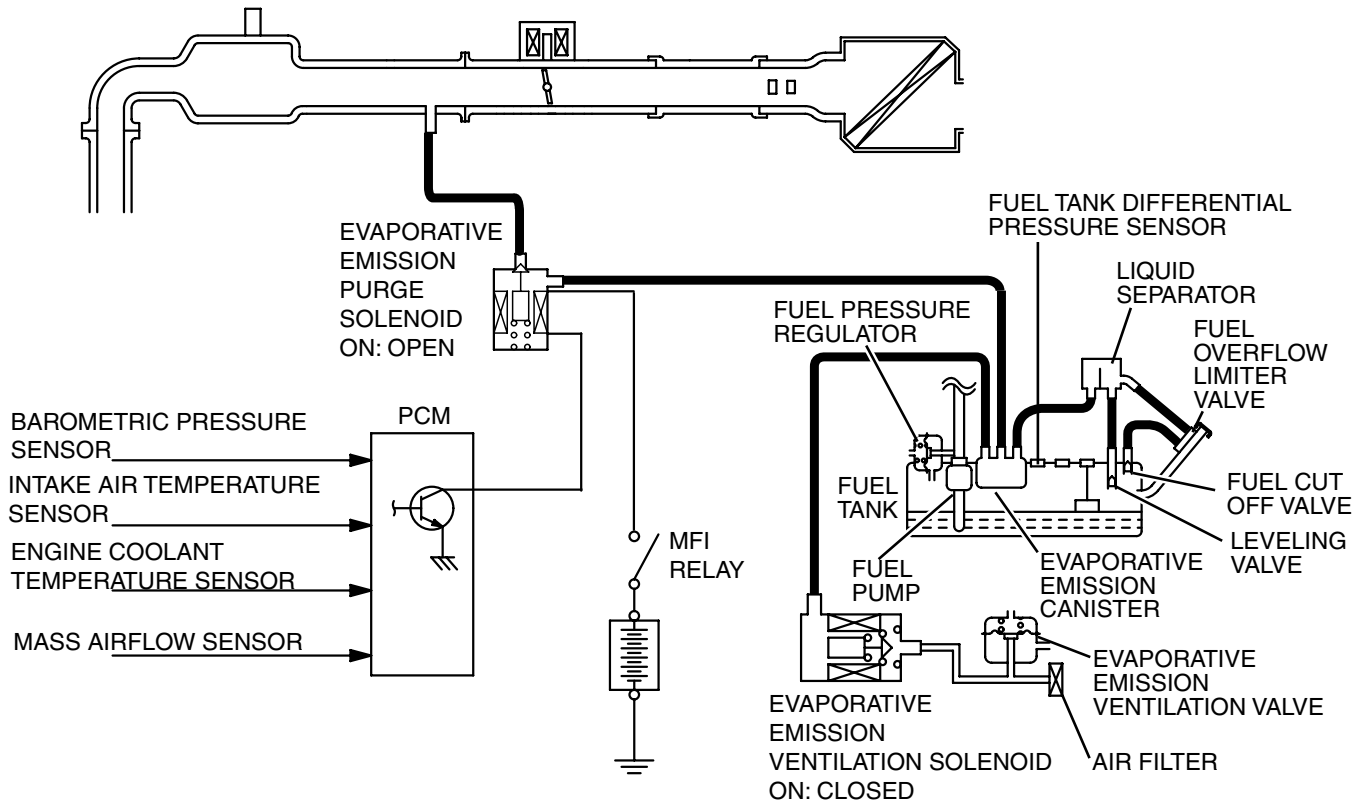 EVAPORATIVE
EMISSION
PURGE
SOLENOID
ON: OPEN
FUEL TANK DIFFERENTIAL
PRESSURE SENSOR
LIQUID
SEPARATOR
FUEL PRESSURE
REGULATOR
FUEL
OVERFLOW
LIMITER
VALVE
BAROMETRIC PRESSURE
SENSOR
INTAKE AIR TEMPERATURE
SENSOR
ENGINE COOLANT
TEMPERATURE SENSOR
MASS AIRFLOW SENSOR
PCM
MFI
RELAY
FUEL
TANK
FUEL
PUMP
FUEL CUT
OFF VALVE
LEVELING
VALVE
EVAPORATIVE
EMISSION
CANISTER
EVAPORATIVE
EMISSION
VENTILATION VALVE
EVAPORATIVE
EMISSION
VENTILATION SOLENOID
ON: CLOSED
AIR FILTER